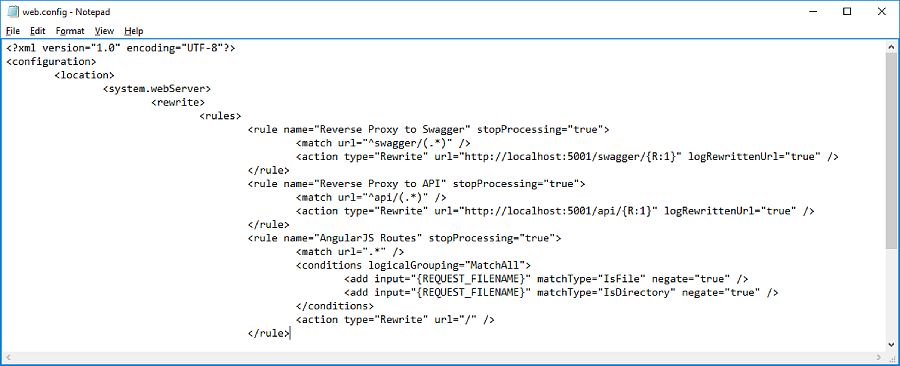 web.config - Notepad
File Edit Format View Help
<?xml version="1.0" encoding="UTF-8"?>
<configuration>
<location>
<system.webServer>
<rewrite>
<rules>
<rule name="Reverse Proxy to Swagger" stopProcessing="true">
<match url="^swagger/(.*)" />
<action type="Rewrite" url="http://localhost:5001/swagger/{R:1}" logRewrittenUrl="true" />
</rule>
<rule name="Reverse Proxy to API" stopProcessing="true">
<match url="^api/(.*)" />
<action type="Rewrite" url="http://localhost:5001/api/{R:1}" logRewrittenUrl="true" />
</rule>
<rule name="AngularJS Routes" stopProcessing="true">
<match url=".*" />
<conditions logicalGrouping="MatchAll">
<add input="{REQUEST_FILENAME}" matchType="IsFile" negate="true" />
<add input="{REQUEST_FILENAME}" matchType="IsDirectory" negate="true" />
</conditions>
<action type="Rewrite" url="/" />
</rule>